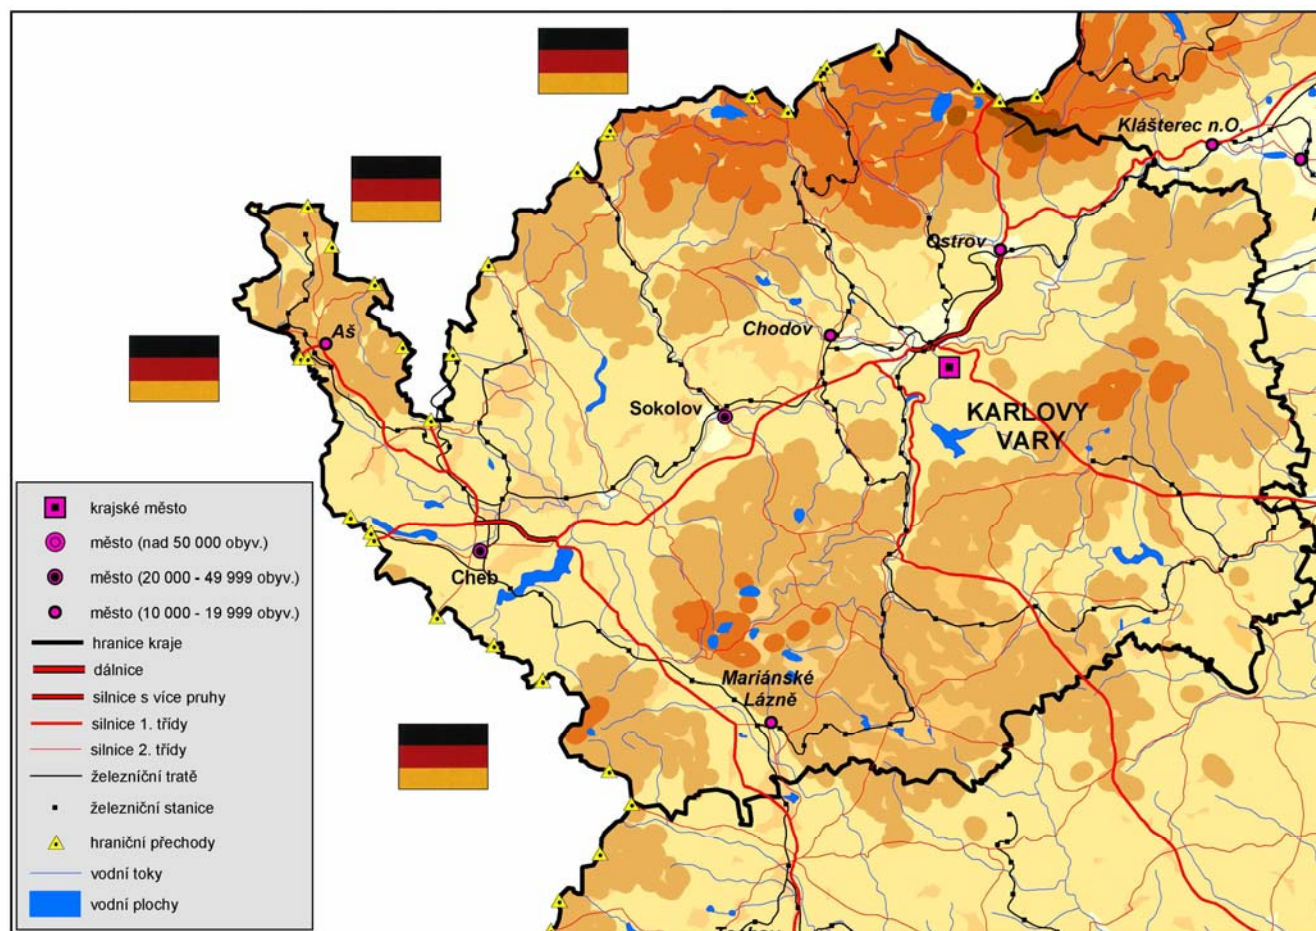 Klášterec n.O.
Ostrov
Aš
Chodov
Sokolov
KARLOVY
VARY
Cheb
Mariánské
Lázně
krajské město
město (nad 50 000 obyv.)
město (20 000 - 49 999 obyv.)
město (10 000 - 19 999 obyv.)
hranice kraje
dálnice
silnice s více pruhy
silnice 1. třídy
silnice 2. třídy
železniční tratě
železniční stanice
hraniční přechody
vodní toky
vodní plochy